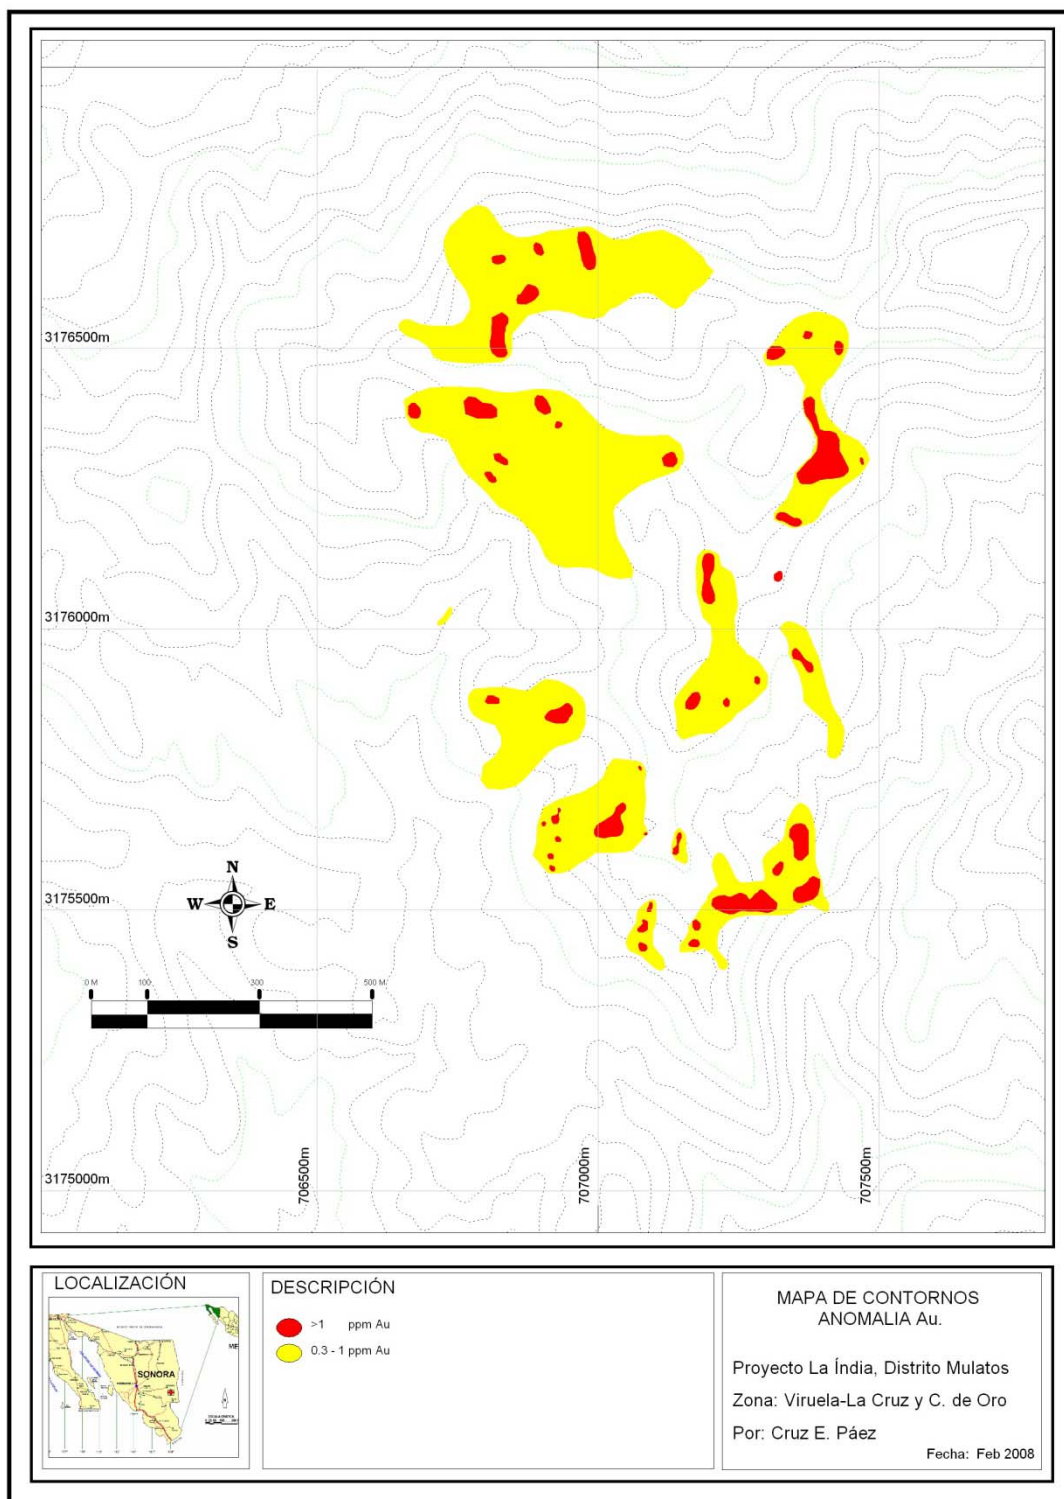 3176500m
3176000m
3175500m
3175000m
N
W E
S
0 M 100 300 500 M
706500m
707000m
707500m
LOCALIZACIÓN
SONORA
DESCRIPCIÓN
>1 ppm Au
0.3 - 1 ppm Au
MAPA DE CONTORNOS
ANOMALIA Au.
Proyecto La Índia, Distrito Mulatos
Zona: Viruela-La Cruz y C. de Oro
Por: Cruz E. Páez
Fecha: Feb 2008